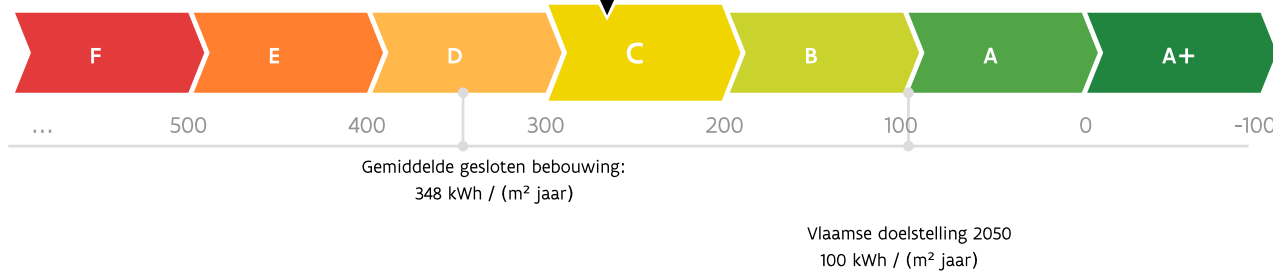 F E D C B A A+
... 500 400 300 200 100 0 -100
Gemiddelde gesloten bebouwing:
348 kWh / (m² jaar)
Vlaamse doelstelling 2050
100 kWh / (m² jaar)